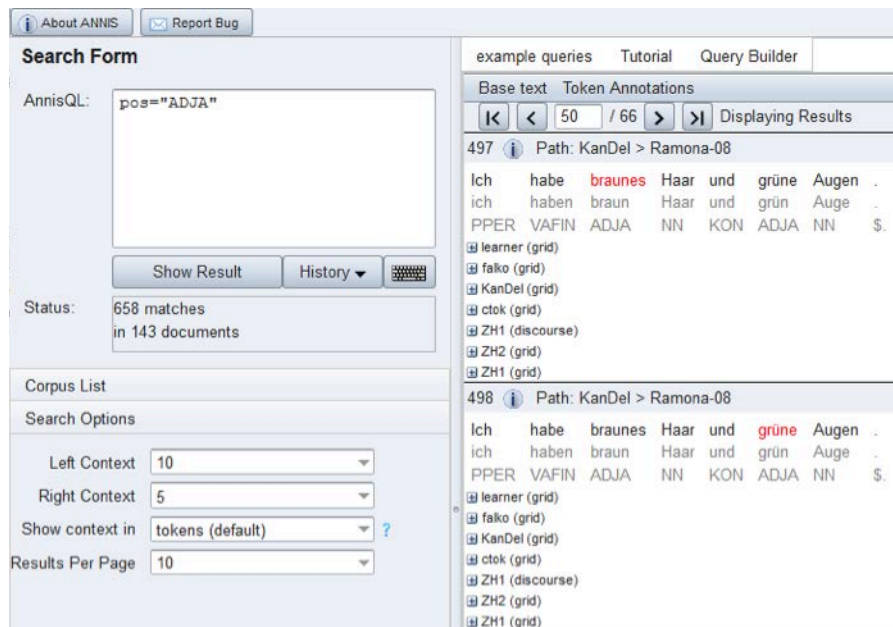 About ANNIS Report Bug
Search Form
AnnisQL: pos="ADJA"
Show Result History
Status: 658 matches
in 143 documents
Corpus List
Search Options
Left Context 10
Right Context 5
Show context in tokens (default) ?
Results Per Page 10
example queries Tutorial Query Builder
Base text Token Annotations
50 / 66 Displaying Results
497 Path: KanDel > Ramona-08
Ich habe braunes Haar und grüne Augen .
ich haben braun Haar und grün Auge .
PPER VAFIN ADJA NN KON ADJA NN $.
learner (grid)
falko (grid)
KanDel (grid)
ctok (grid)
ZH1 (discourse)
ZH2 (grid)
ZH1 (grid)
498 Path: KanDel > Ramona-08
Ich habe braunes Haar und grüne Augen .
ich haben braun Haar und grün Auge .
PPER VAFIN ADJA NN KON ADJA NN $.
learner (grid)
falko (grid)
KanDel (grid)
ctok (grid)
ZH1 (discourse)
ZH2 (grid)
ZH1 (grid)